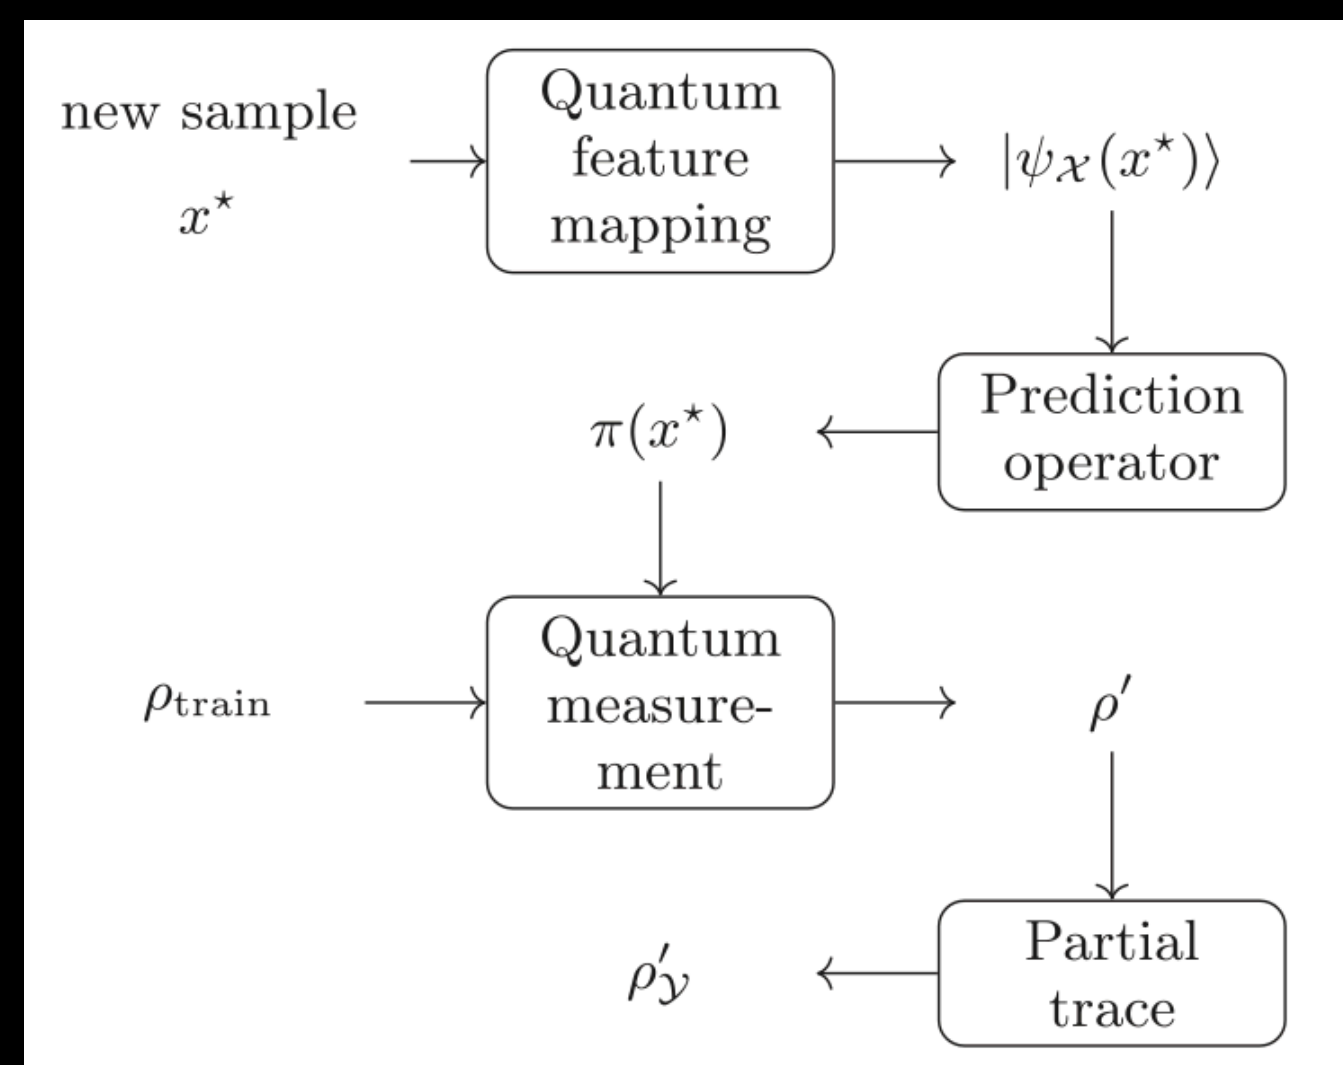 new sample
x⋆
Quantum
feature
mapping
|ψ𝒳(x⋆)⟩
π(x⋆)
Prediction
operator
ρtrain
Quantum
measure-
ment
ρ′
ρ′𝒴
Partial
trace